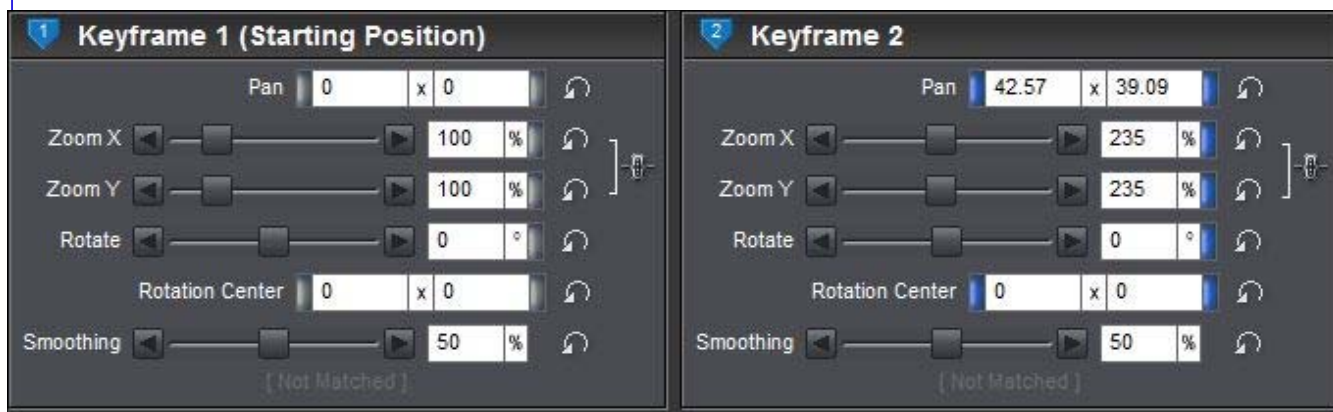 1 Keyframe 1 (Starting Position)
Pan 0 x 0
Zoom X 100 %
Zoom Y 100 %
Rotate 0 °
Rotation Center 0 x 0
Smoothing 50 %
[ Not Matched ]
2 Keyframe 2
Pan 42.57 x 39.09
Zoom X 235 %
Zoom Y 235 %
Rotate 0 °
Rotation Center 0 x 0
Smoothing 50 %
[ Not Matched ]